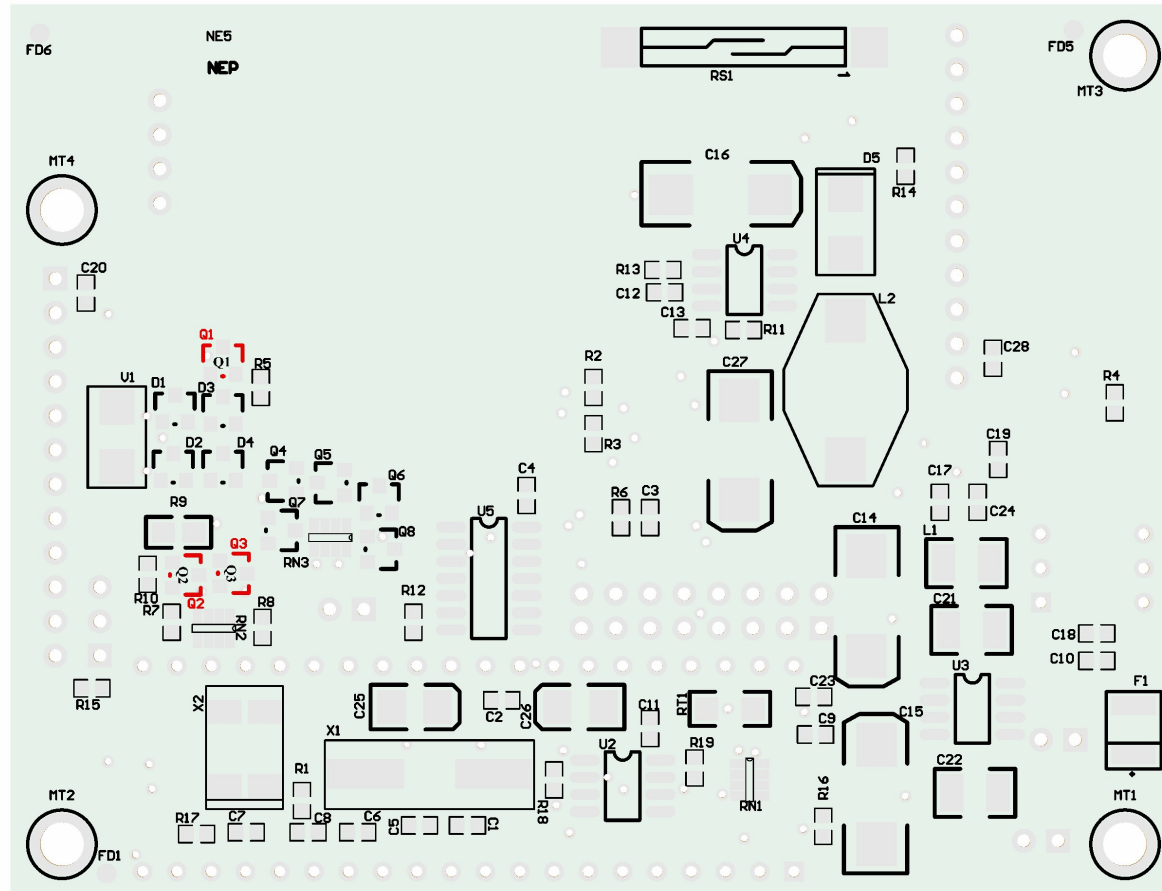 NE5
FD6
FD5
NEP
RS1
1
MT3
MT4
C16
D5
R14
U4
C20
R13
C12
L2
C13
R11
Q1
Q1
C28
R2
C27
R5
V1
D1
D3
R4
D2
D4
R3
C19
Q4
Q5
Q6
C4
C17
R6
C3
R9
Q7
U5
C24
C14
Q8
L1
Q3
RN3
Q2
Q3
R10
Q2
R12
C21
R7
R8
RN2
C18
C10
U3
R15
X2
C25
C2
C26
C11
RT1
C23
F1
C15
C9
X1
U2
R19
C22
R1
MT2
R18
RN1
R16
MT1
R17
C7
C8
C6
C5
C1
FD1